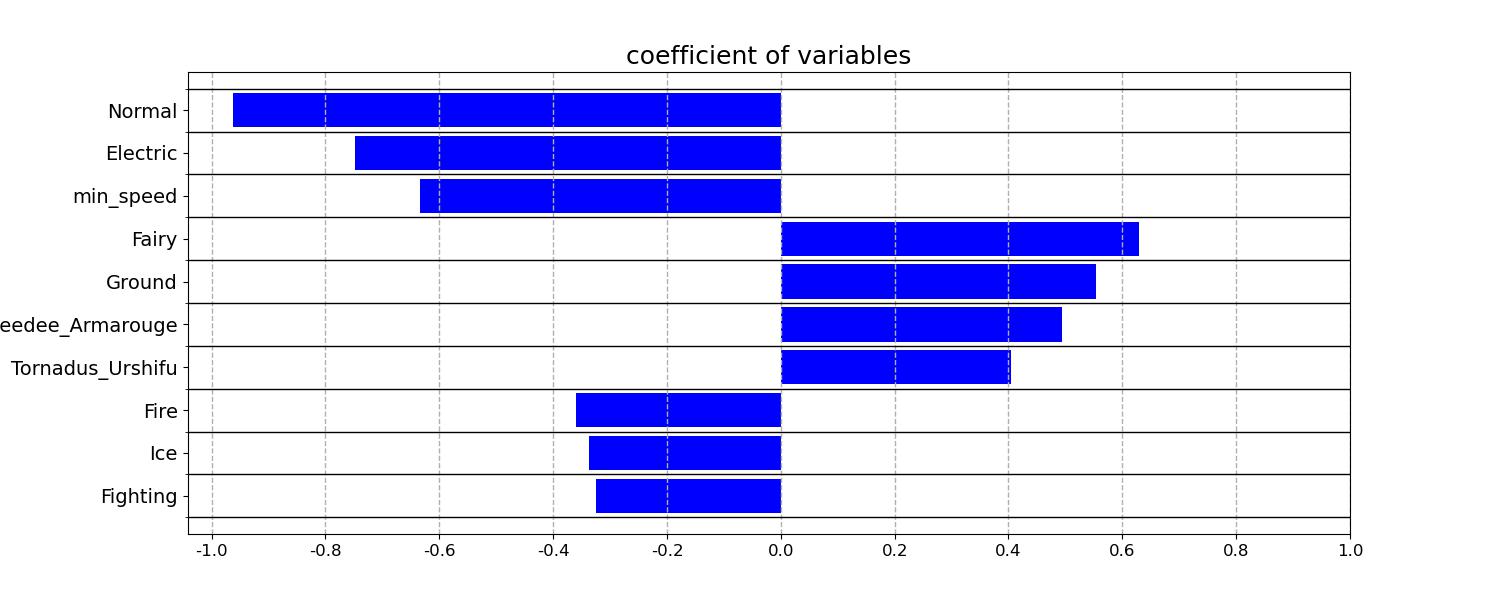 coefficient of variables
Normal
Electric
min_speed
Fairy
Ground
eedee_Armarouge
Tornadus_Urshifu
Fire
Ice
Fighting
-1.0 -0.8 -0.6 -0.4 -0.2 0.0 0.2 0.4 0.6 0.8 1.0